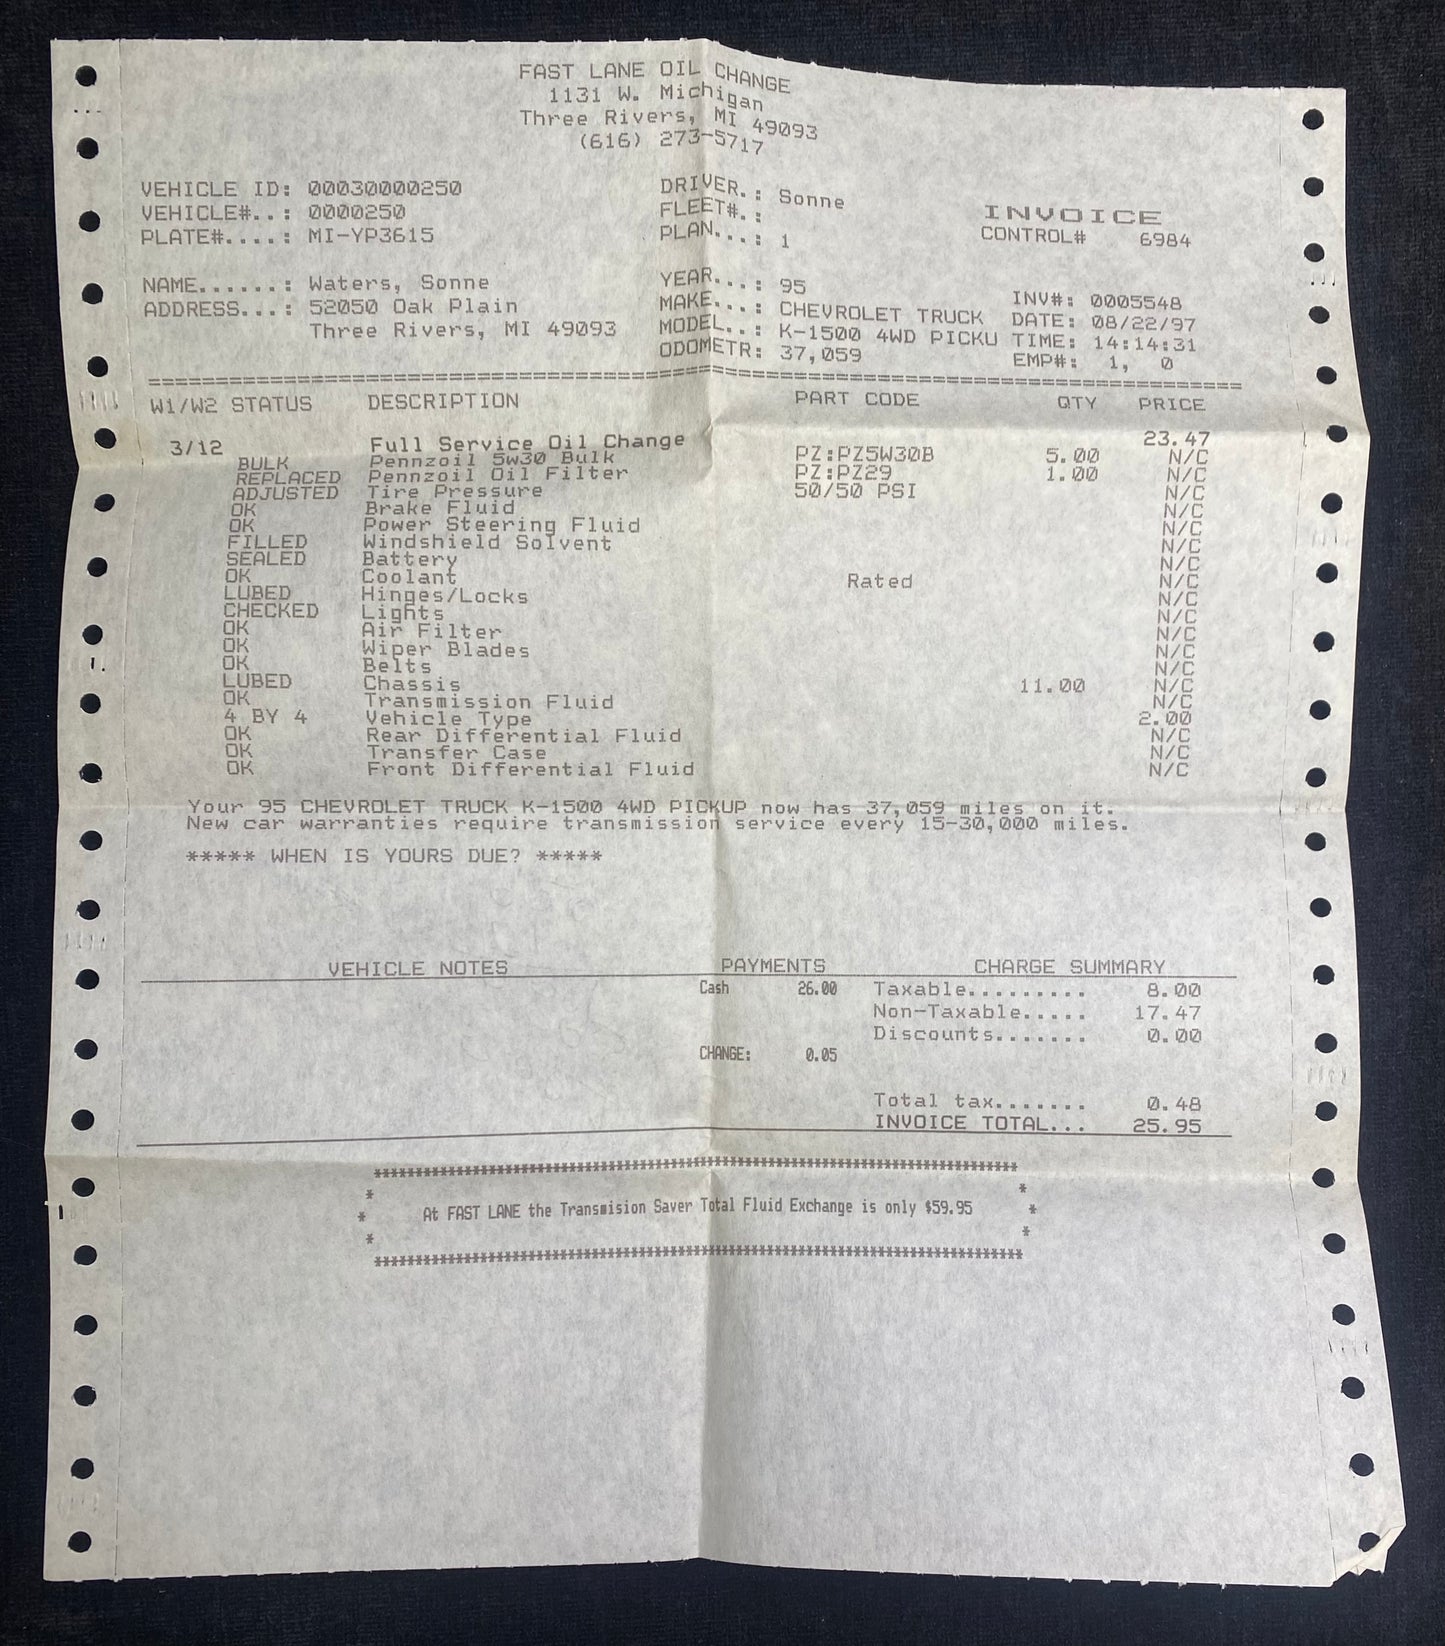 FAST LANE OIL CHANGE
1131 W. Michigan
Three Rivers, MI 49093
(616) 273-5717
VEHICLE ID: 00030000250 DRIVER.: Sonne
VEHICLE#..: 0000250 FLEET#.: INVOICE
PLATE#....: MI-YP3615 PLAN...: 1 CONTROL# 6984
NAME......: Waters, Sonne YEAR...: 95 INV#: 0005548
ADDRESS...: 52050 Oak Plain MAKE...: CHEVROLET TRUCK DATE: 08/22/97
Three Rivers, MI 49093 MODEL..: K-1500 4WD PICKU TIME: 14:14:31
ODOMETR: 37,059 EMP#: 1, 0
W1/W2 STATUS DESCRIPTION PART CODE QTY PRICE
3/12 Full Service Oil Change 23.47
BULK Pennzoil 5w30 Bulk PZ:PZ5W30B 5.00 N/C
REPLACED Pennzoil Oil Filter PZ:PZ29 1.00 N/C
ADJUSTED Tire Pressure 50/50 PSI N/C
OK Brake Fluid N/C
OK Power Steering Fluid N/C
FILLED Windshield Solvent N/C
SEALED Battery N/C
OK Coolant Rated N/C
LUBED Hinges/Locks N/C
CHECKED Lights N/C
OK Air Filter N/C
OK Wiper Blades N/C
OK Belts N/C
LUBED Chassis 11.00 N/C
OK Transmission Fluid N/C
4 BY 4 Vehicle Type 2.00
OK Rear Differential Fluid N/C
OK Transfer Case N/C
OK Front Differential Fluid N/C
Your 95 CHEVROLET TRUCK K-1500 4WD PICKUP now has 37,059 miles on it.
New car warranties require transmission service every 15-30,000 miles.
***** WHEN IS YOURS DUE? *****
VEHICLE NOTES PAYMENTS CHARGE SUMMARY
Cash 26.00 Taxable......... 8.00
Non-Taxable..... 17.47
Discounts....... 0.00
CHANGE: 0.05
Total tax....... 0.48
INVOICE TOTAL... 25.95
At FAST LANE the Transmision Saver Total Fluid Exchange is only $59.95